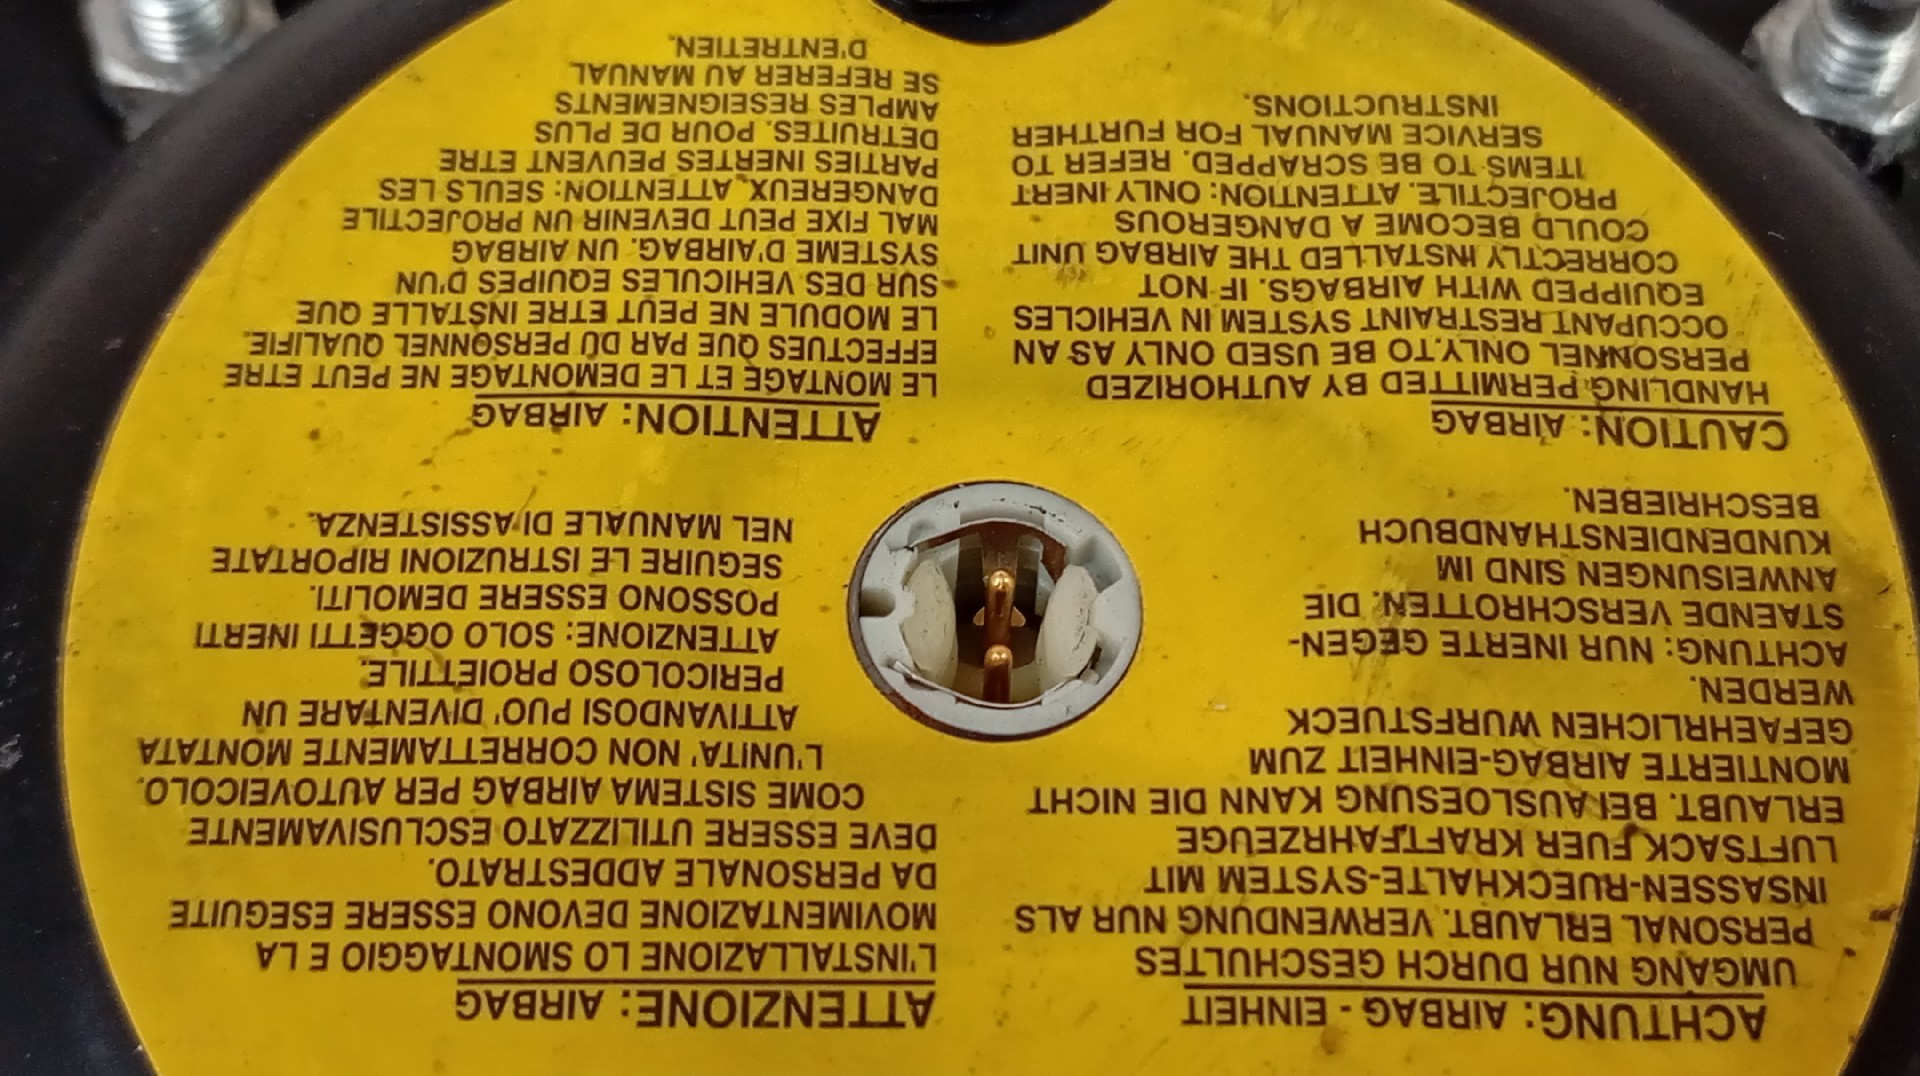 ACHTUNG: AIRBAG - EINHEIT
UMGANG NUR DURCH GESCHULTES
PERSONAL ERLAUBT. VERWENDUNG NUR ALS
INSASSEN-RUECKHALTE-SYSTEM MIT
LUFTSACK FUER KRAFTFAHRZEUGE
ERLAUBT. BEI AUSLOESUNG KANN DIE NICHT
MONTIERTE AIRBAG-EINHEIT ZUM
GEFAEHRLICHEN WURFSTUECK
WERDEN.
ACHTUNG: NUR INERTE GEGEN-
STAENDE VERSCHROTTEN. DIE
ANWEISUNGEN SIND IM
KUNDENDIENSTHANDBUCH
BESCHRIEBEN.
ATTENZIONE: AIRBAG
L'INSTALLAZIONE LO SMONTAGGIO E LA
MOVIMENTAZIONE DEVONO ESSERE ESEGUITE
DA PERSONALE ADDESTRATO.
DEVE ESSERE UTILIZZATO ESCLUSIVAMENTE
COME SISTEMA AIRBAG PER AUTOVEICOLO.
L'UNITA' NON CORRETTAMENTE MONTATA
ATTIVANDOSI PUO' DIVENTARE UN
PERICOLOSO PROIETTILE.
ATTENZIONE: SOLO OGGETTI INERTI
POSSONO ESSERE DEMOLITI.
SEGUIRE LE ISTRUZIONI RIPORTATE
NEL MANUALE DI ASSISTENZA.
CAUTION: AIRBAG
HANDLING PERMITTED BY AUTHORIZED
PERSONNEL ONLY. TO BE USED ONLY AS AN
OCCUPANT RESTRAINT SYSTEM IN VEHICLES
EQUIPPED WITH AIRBAGS. IF NOT
CORRECTLY INSTALLED THE AIRBAG UNIT
COULD BECOME A DANGEROUS
PROJECTILE. ATTENTION: ONLY INERT
ITEMS TO BE SCRAPPED. REFER TO
SERVICE MANUAL FOR FURTHER
INSTRUCTIONS.
ATTENTION: AIRBAG
LE MONTAGE ET LE DEMONTAGE NE PEUT ETRE
EFFECTUES QUE PAR DU PERSONNEL QUALIFIE.
LE MODULE NE PEUT ETRE INSTALLE QUE
SUR DES VEHICULES EQUIPES D'UN
SYSTEME D'AIRBAG. UN AIRBAG
MAL FIXE PEUT DEVENIR UN PROJECTILE
DANGEREUX. ATTENTION: SEULS LES
PARTIES INERTES PEUVENT ETRE
DETRUITES. POUR DE PLUS
AMPLES RESEIGNEMENTS
SE REFERER AU MANUAL
D'ENTRETIEN.